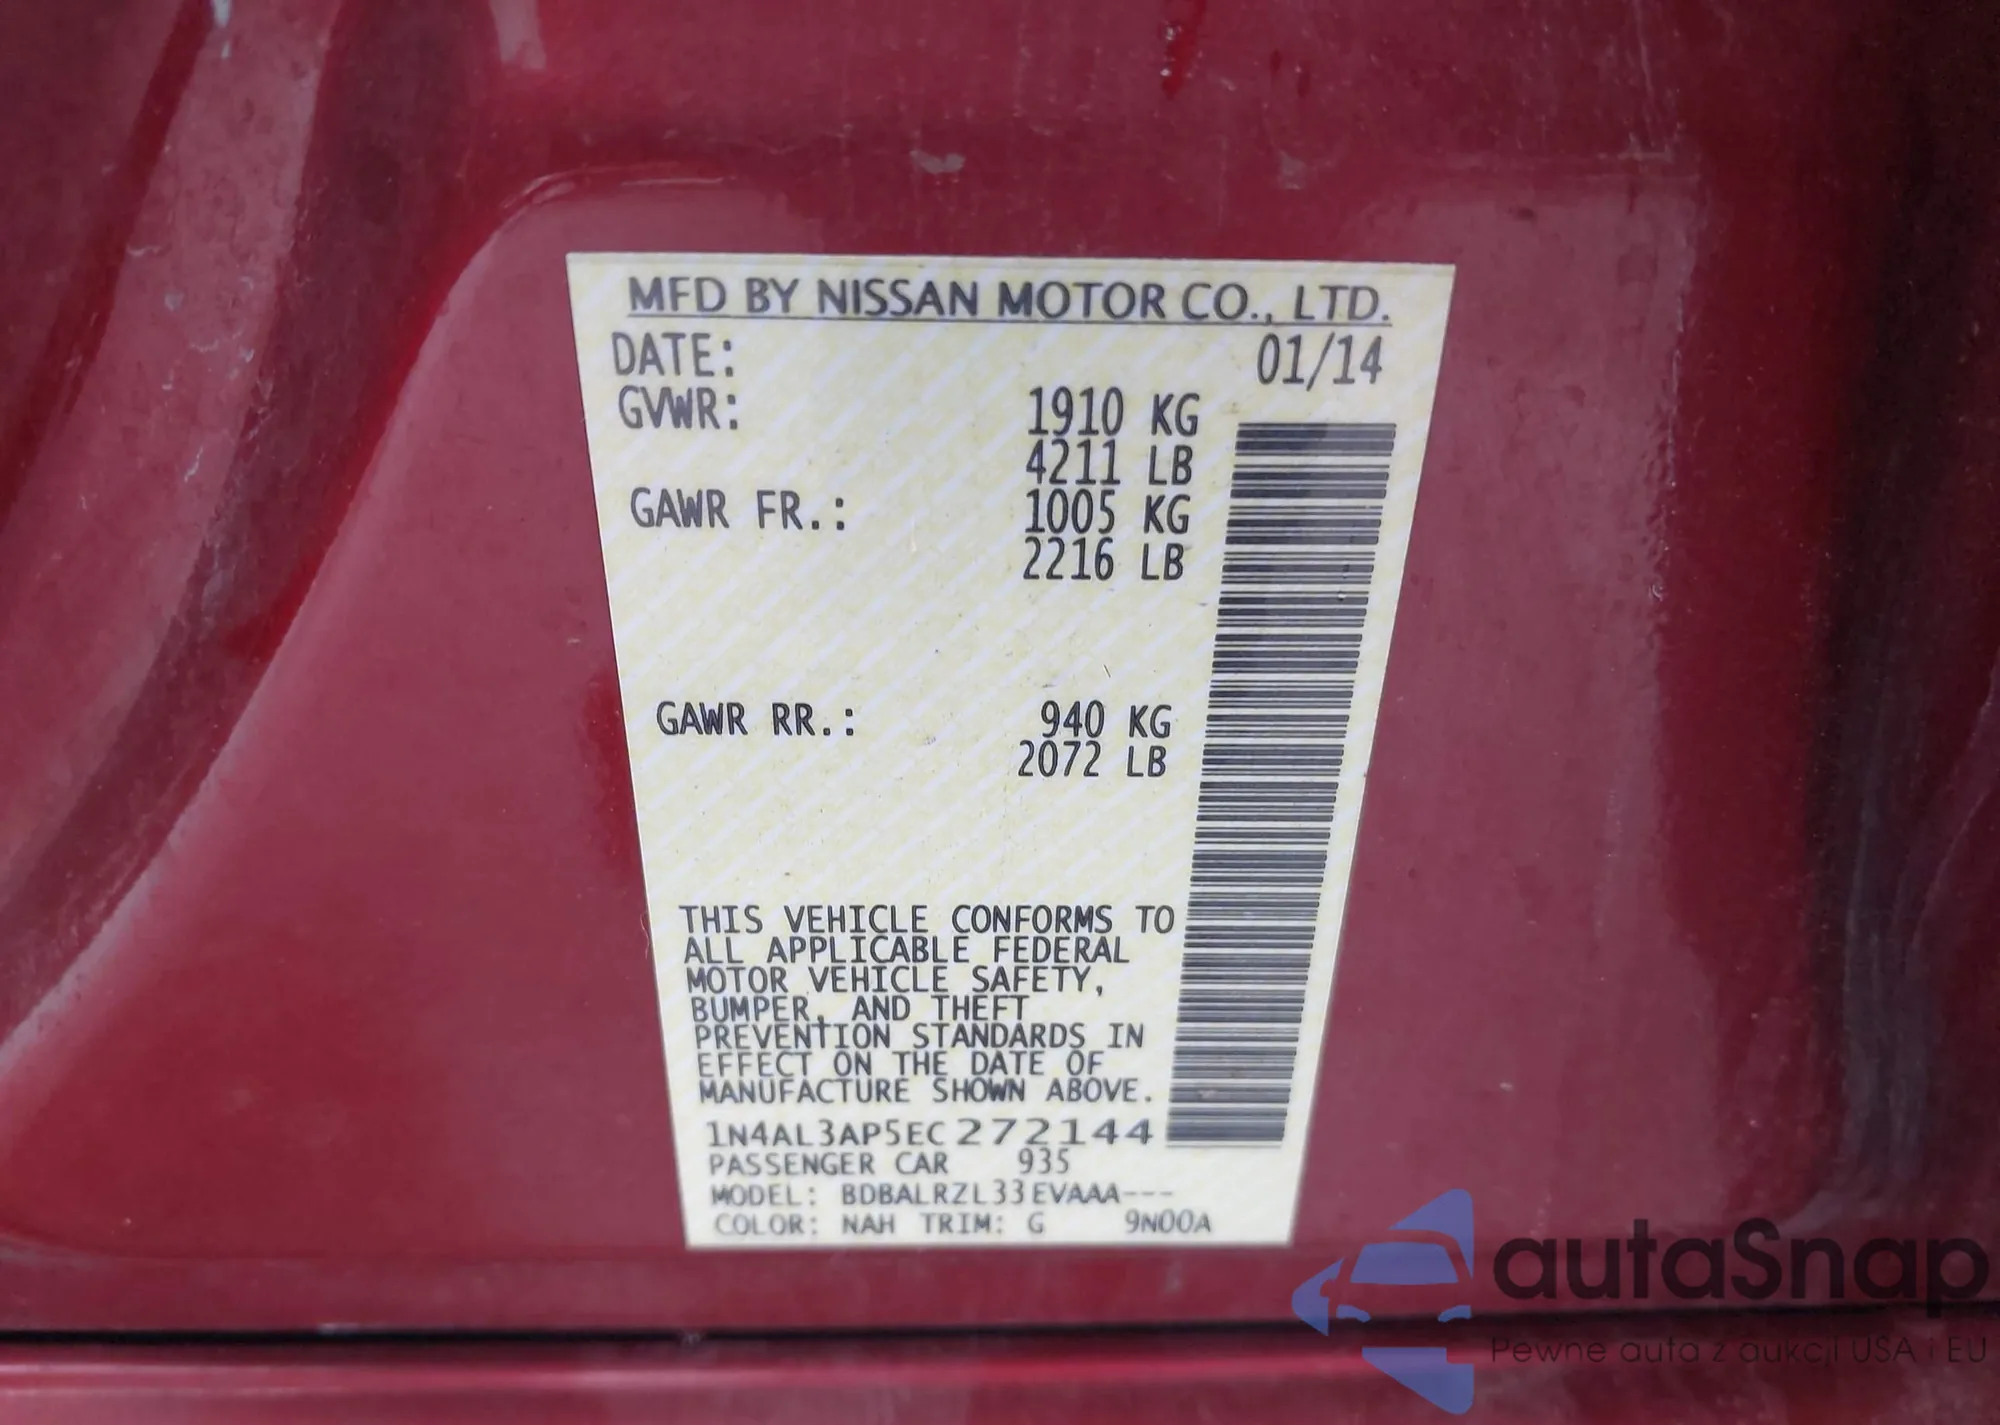 MFD BY NISSAN MOTOR CO., LTD.
DATE: 01/14
GVWR: 1910 KG
4211 LB
GAWR FR.: 1005 KG
2216 LB
GAWR RR.: 940 KG
2072 LB
THIS VEHICLE CONFORMS TO
ALL APPLICABLE FEDERAL
MOTOR VEHICLE SAFETY,
BUMPER, AND THEFT
PREVENTION STANDARDS IN
EFFECT ON THE DATE OF
MANUFACTURE SHOWN ABOVE.
1N4AL3AP5EC272144
PASSENGER CAR 935
MODEL: BDBALRZL33EVAAA---
COLOR: NAH TRIM: G 9N00A
autoSnap
Pewne auta z aukcji USA i EU